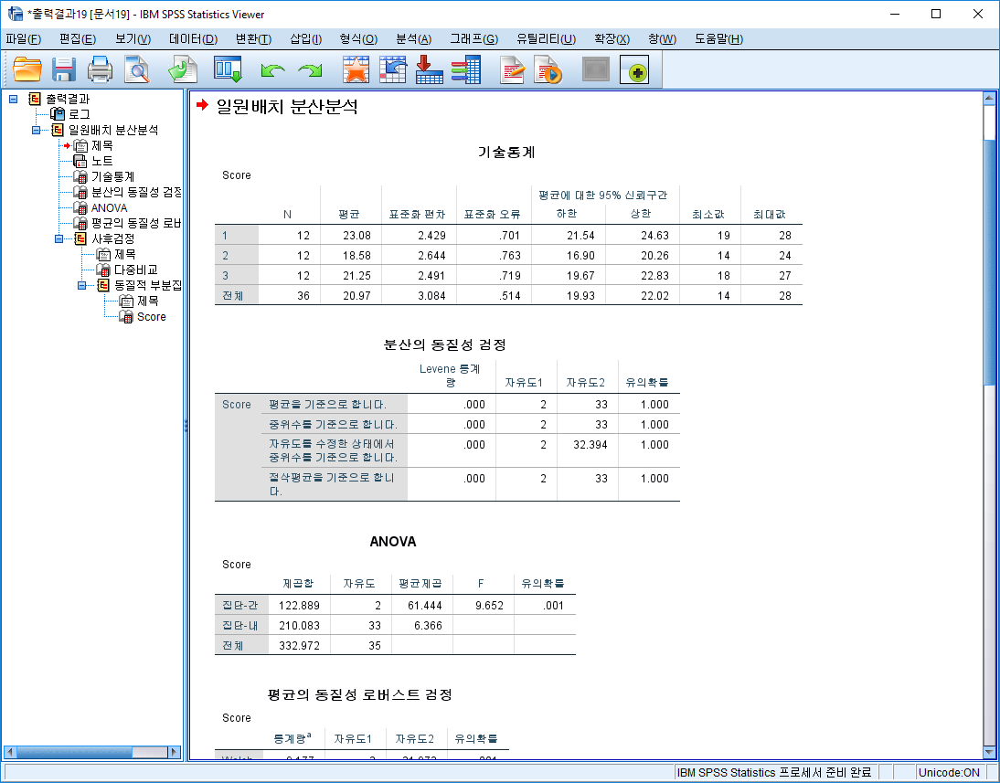 *출력결과19 [문서19] - IBM SPSS Statistics Viewer
파일(F) 편집(E) 보기(V) 데이터(D) 변환(T) 삽입(I) 형식(O) 분석(A) 그래프(G) 유틸리티(U) 확장(X) 창(W) 도움말(H)
출력결과
로그
일원배치 분산분석
제목
노트
기술통계
분산의 동질성 검정
ANOVA
평균의 동질성 로버
사후검정
제목
다중비교
동질적 부분집
제목
Score
일원배치 분산분석
기술통계
Score
평균에 대한 95% 신뢰구간
N 평균 표준화 편차 표준화 오류 하한 상한 최소값 최대값
1 12 23.08 2.429 .701 21.54 24.63 19 28
2 12 18.58 2.644 .763 16.90 20.26 14 24
3 12 21.25 2.491 .719 19.67 22.83 18 27
전체 36 20.97 3.084 .514 19.93 22.02 14 28
분산의 동질성 검정
Levene 통계
량 자유도1 자유도2 유의확률
Score 평균을 기준으로 합니다. .000 2 33 1.000
중위수를 기준으로 합니다. .000 2 33 1.000
자유도를 수정한 상태에서 .000 2 32.394 1.000
중위수를 기준으로 합니다.
절삭평균을 기준으로 합니 .000 2 33 1.000
다.
ANOVA
Score
제곱합 자유도 평균제곱 F 유의확률
집단-간 122.889 2 61.444 9.652 .001
집단-내 210.083 33 6.366
전체 332.972 35
평균의 동질성 로버스트 검정
Score
통계량a 자유도1 자유도2 유의확률
IBM SPSS Statistics 프로세서 준비 완료 Unicode:ON